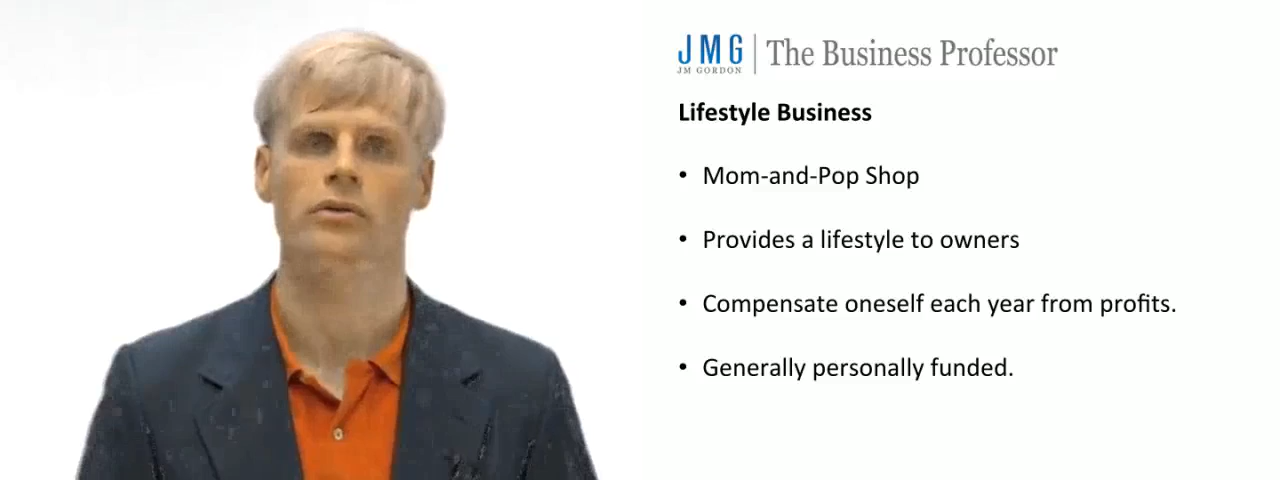 JMG | The Business Professor
JM GORDON
Lifestyle Business
• Mom-and-Pop Shop
• Provides a lifestyle to owners
• Compensate oneself each year from profits.
• Generally personally funded.